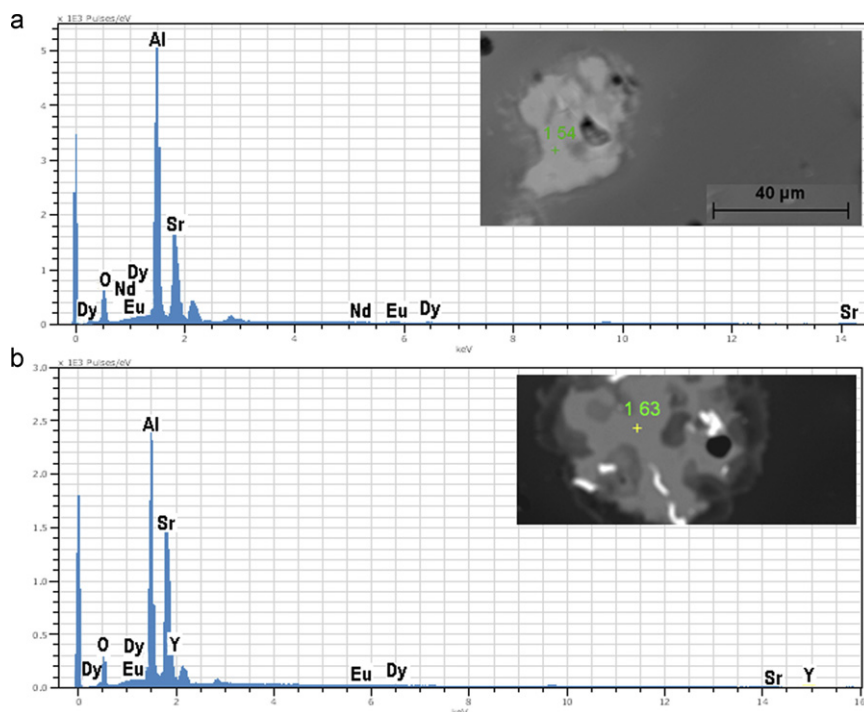 a
x 1E3 Pulses/eV
Al
5
1 54
4
40 µm
3
2
Sr
1
O
Nd
Dy
Dy
Eu
Nd
Eu
Dy
Sr
0
0 2 4 6 8 10 12 14
keV
b
x 1E3 Pulses/eV
3.0
1 63
2.5
Al
2.0
Sr
1.5
1.0
0.5
O
Dy
Y
Dy
Eu
Eu
Dy
Sr
Y
0.0
0 2 4 6 8 10 12 14 16
keV